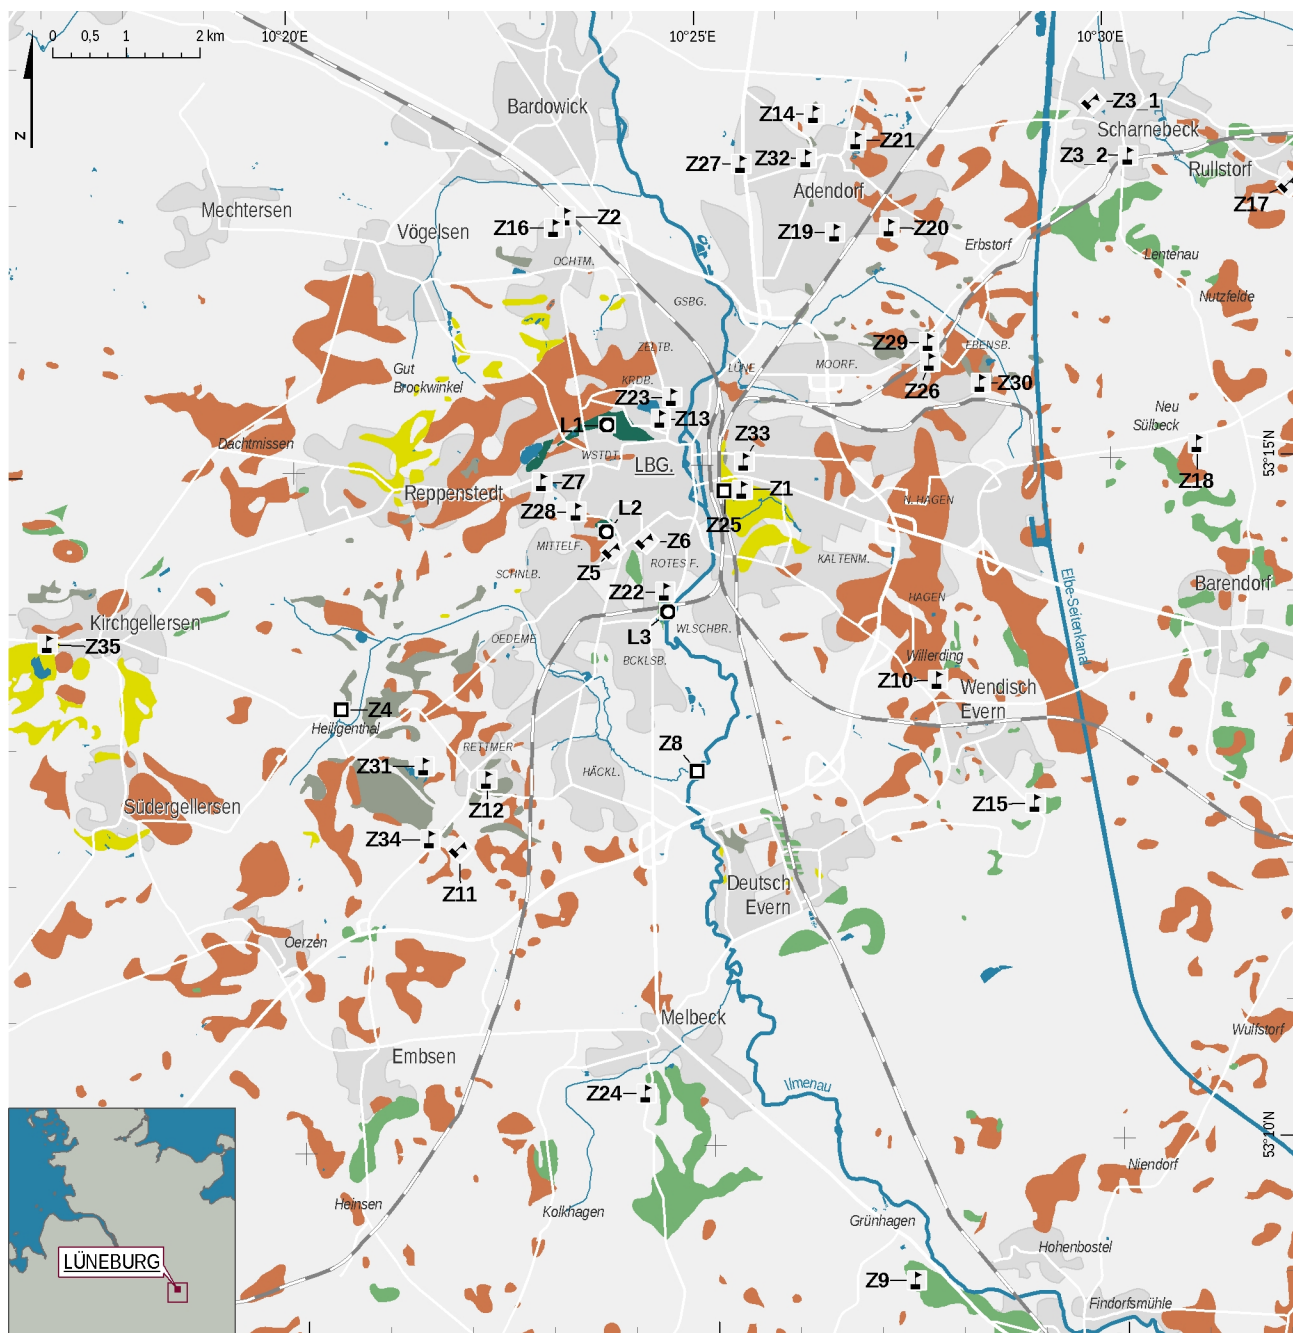 0
0,5
1
2 km
10°20'E
10°25'E
10°30'E
N
Bardowick
Z14
Z3_1
Scharnebeck
Z21
Z27
Z32
Z3_2
Rullstorf
Adendorf
Z17
Mechtersen
Z16
Z2
Vögelsen
Z19
Z20
Erbstorf
Lentenau
OCHTM.
GSBG.
Nutzfelde
ZELTB.
Z29
EBENSB.
Gut
Brockwinkel
KRDB.
LÜNE
MOORF.
Z26
Z30
Z23
Z13
Neu
Sülbeck
L1
Dachtmissen
WSTDT.
LBG.
Z33
53°15'N
Reppenstedt
Z7
Z1
Z18
Z28
L2
Z25
N. HAGEN
MITTELF.
Z6
Z5
ROTES F.
KALTENM.
SCHNLB.
Elbe-Seitenkanal
Barendorf
Z22
HAGEN
Kirchgellersen
Z35
OEDEME
L3
WLSCHBR.
BCKLSB.
Willerding
Z10
Wendisch
Evern
Z4
Heiligenthal
RETTMER
Z8
Z31
HÄCKL.
Südergellersen
Z12
Z15
Z34
Z11
Deutsch
Evern
Oerzen
Melbeck
Wulfstorf
Embsen
Ilmenau
Z24
53°10'N
Niendorf
Heinsen
Kolkhagen
Grünhagen
Hohenbostel
LÜNEBURG
Z9
Findorfsmühle